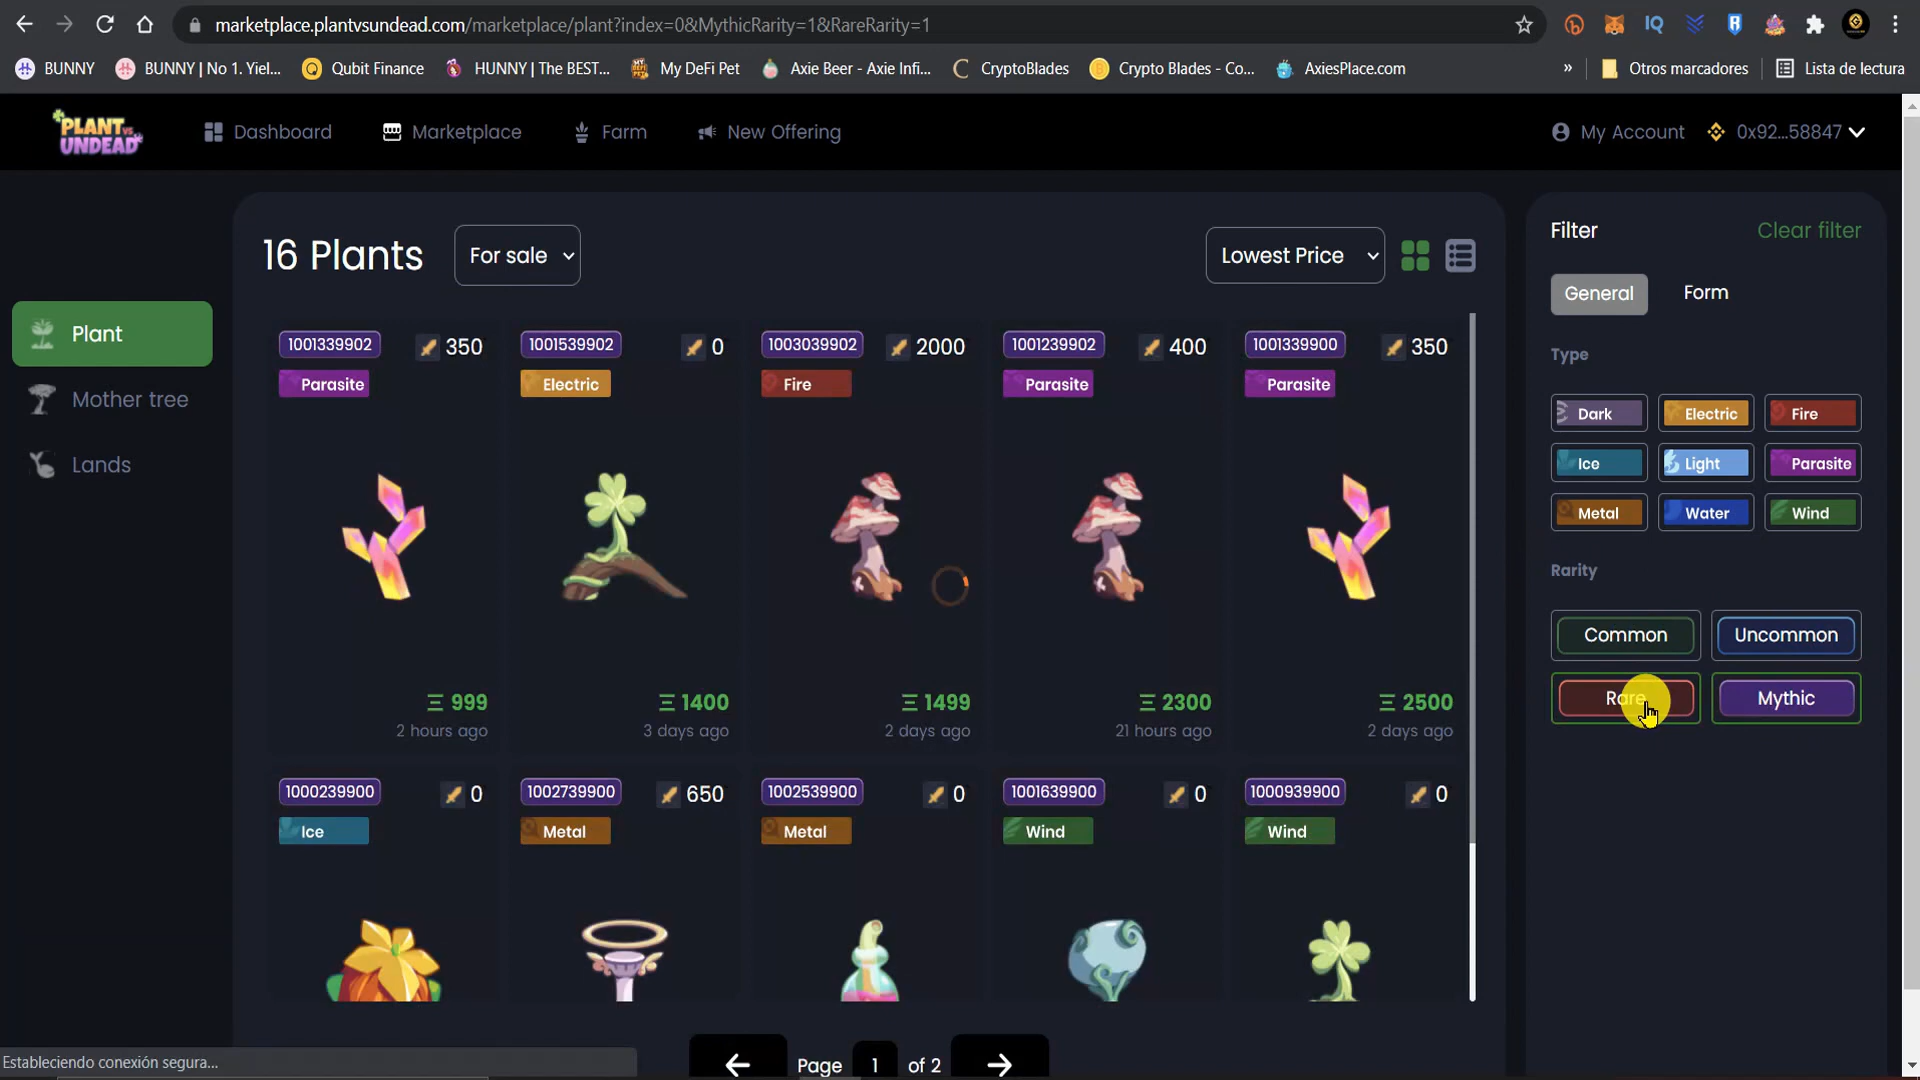 marketplace.plantvsundead.com/marketplace/plant?index=0&MythicRarity=1&RareRarity=1
BUNNY
BUNNY | No 1. Yiel...
Qubit Finance
HUNNY | The BEST...
My DeFi Pet
Axie Beer - Axie Infi...
CryptoBlades
Crypto Blades - Co...
AxiesPlace.com
»
Otros marcadores
Lista de lectura
PLANT VS UNDEAD
Dashboard
Marketplace
Farm
New Offering
My Account
0x92...58847
Plant
Mother tree
Lands
16 Plants
For sale
Lowest Price
1001339902
350
Parasite
999
2 hours ago
1001539902
0
Electric
1400
3 days ago
1003039902
2000
Fire
1499
2 days ago
1001239902
400
Parasite
2300
21 hours ago
1001339900
350
Parasite
2500
2 days ago
1000239900
0
Ice
1002739900
650
Metal
1002539900
0
Metal
1001639900
0
Wind
1000939900
0
Wind
Page 1 of 2
Filter
Clear filter
General
Form
Type
Dark
Electric
Fire
Ice
Light
Parasite
Metal
Water
Wind
Rarity
Common
Uncommon
Rare
Mythic
Estableciendo conexión segura...